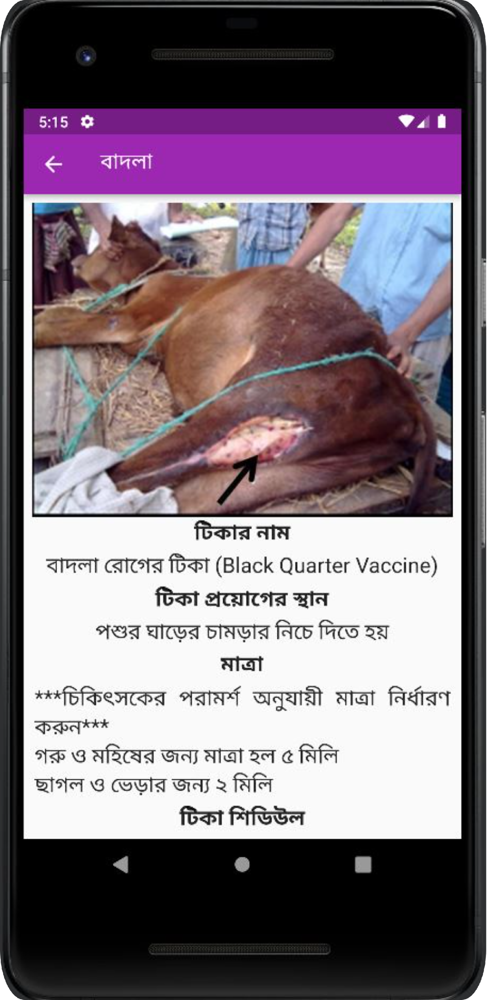 5:15
বাদলা
টিকার নাম
বাদলা রোগের টিকা (Black Quarter Vaccine)
টিকা প্রয়োগের স্থান
পশুর ঘাড়ের চামড়ার নিচে দিতে হয়
মাত্রা
***চিকিৎসকের পরামর্শ অনুযায়ী মাত্রা নির্ধারণ
করুন***
গরু ও মহিষের জন্য মাত্রা হল ৫ মিলি
ছাগল ও ভেড়ার জন্য ২ মিলি
টিকা শিডিউল